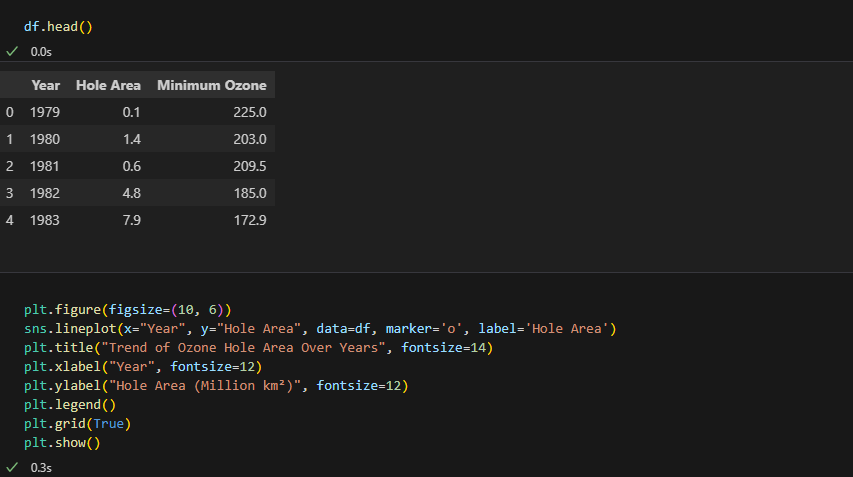 df.head()
0.0s
Year Hole Area Minimum Ozone
0 1979 0.1 225.0
1 1980 1.4 203.0
2 1981 0.6 209.5
3 1982 4.8 185.0
4 1983 7.9 172.9
plt.figure(figsize=(10, 6))
sns.lineplot(x="Year", y="Hole Area", data=df, marker='o', label='Hole Area')
plt.title("Trend of Ozone Hole Area Over Years", fontsize=14)
plt.xlabel("Year", fontsize=12)
plt.ylabel("Hole Area (Million km²)", fontsize=12)
plt.legend()
plt.grid(True)
plt.show()
0.3s